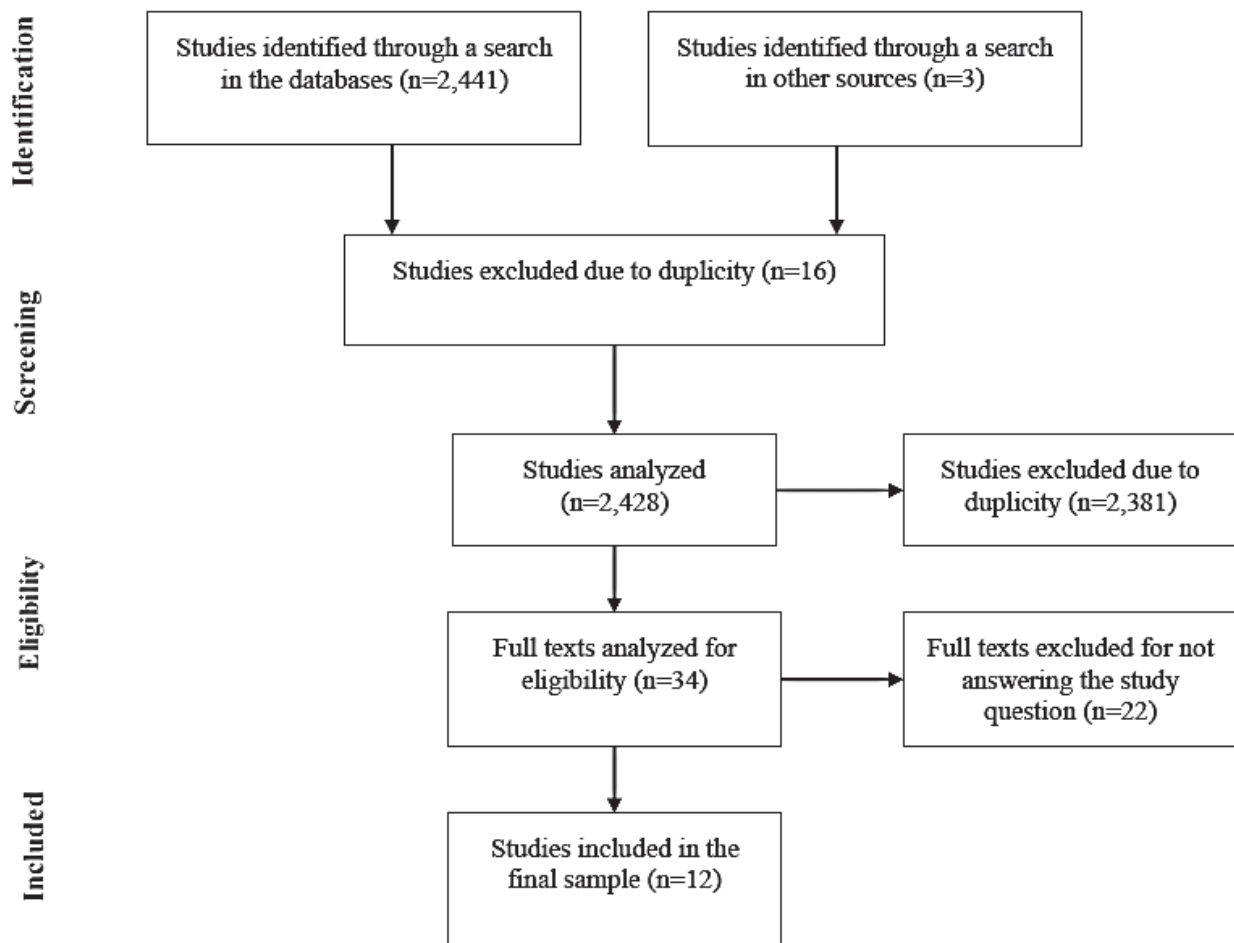 Identification
Studies identified through a search
in the databases (n=2,441)
Studies identified through a search
in other sources (n=3)
Screening
Studies excluded due to duplicity (n=16)
Studies analyzed
(n=2,428)
Studies excluded due to
duplicity (n=2,381)
Eligibility
Full texts analyzed for
eligibility (n=34)
Full texts excluded for not
answering the study
question (n=22)
Included
Studies included in the
final sample (n=12)